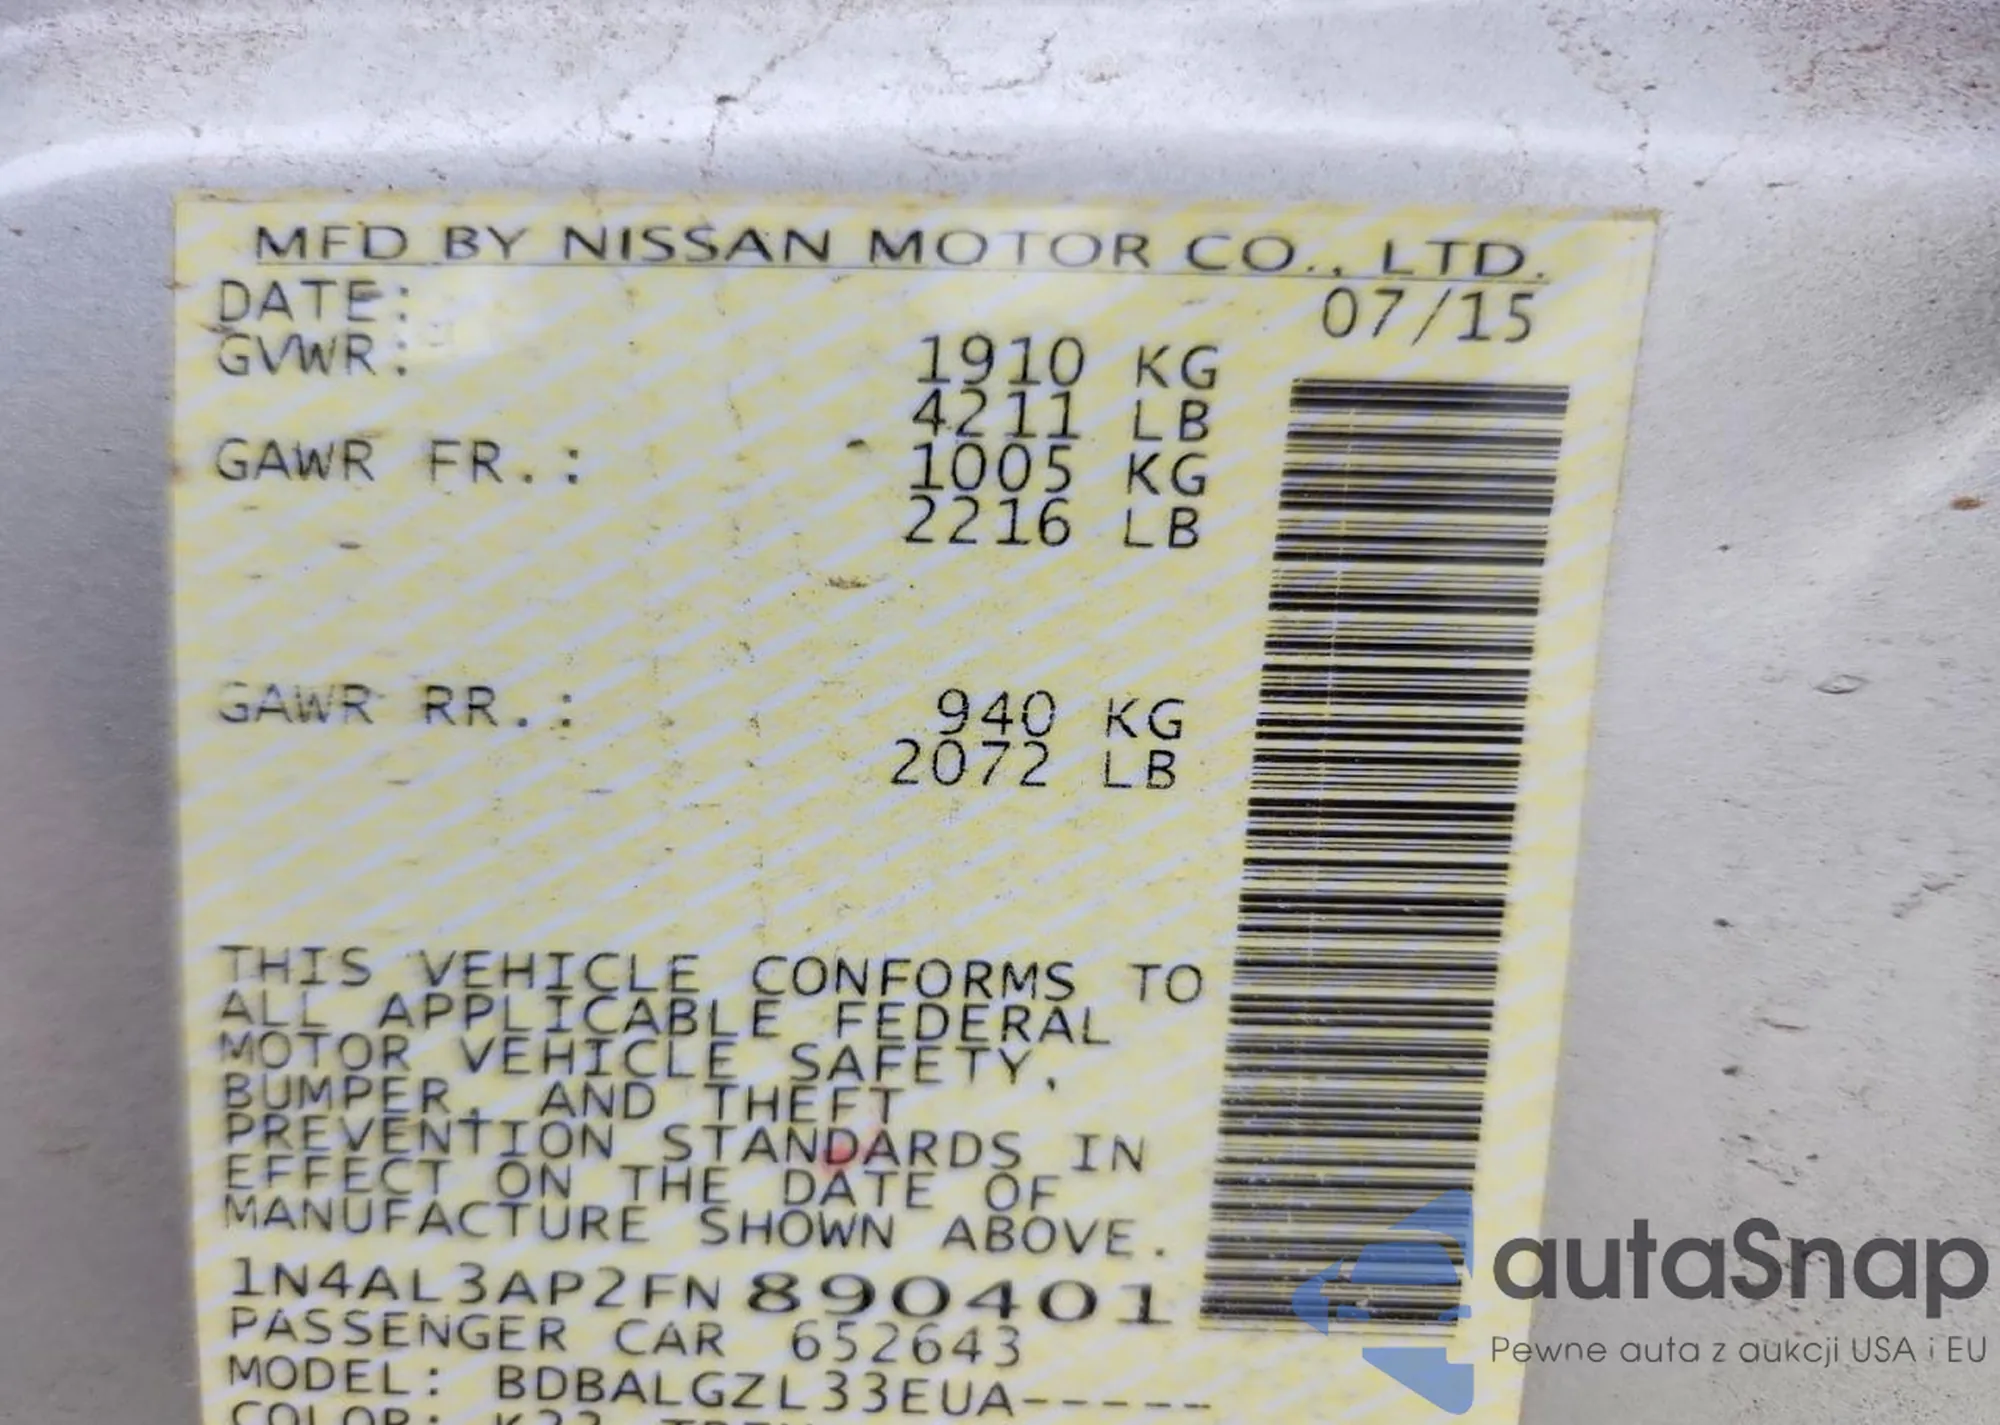 MFD BY NISSAN MOTOR CO., LTD.
DATE: 07/15
GVWR: 1910 KG
4211 LB
GAWR FR.: 1005 KG
2216 LB
GAWR RR.: 940 KG
2072 LB
THIS VEHICLE CONFORMS TO
ALL APPLICABLE FEDERAL
MOTOR VEHICLE SAFETY,
BUMPER, AND THEFT
PREVENTION STANDARDS IN
EFFECT ON THE DATE OF
MANUFACTURE SHOWN ABOVE.
1N4AL3AP2FN890401
PASSENGER CAR 652643
MODEL: BDBALGZL33EUA-----
COLOR:
autaSnap
Pewne auta z aukcji USA i EU